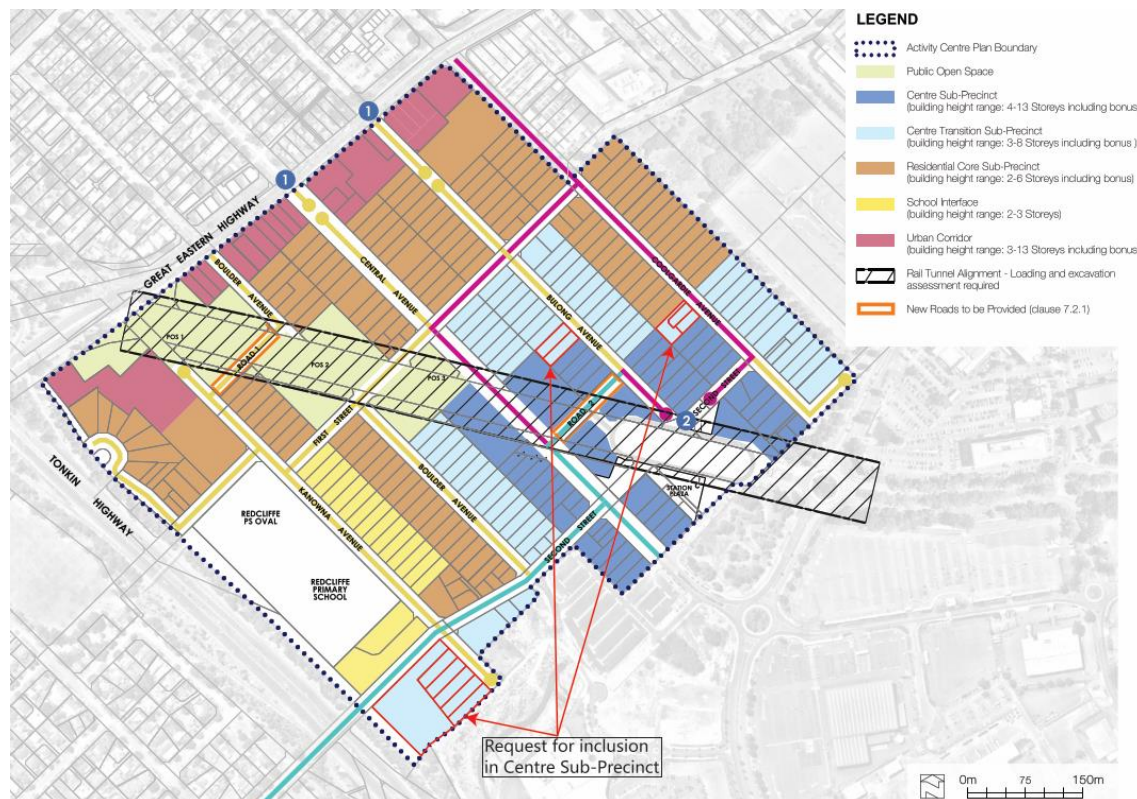 LEGEND
Activity Centre Plan Boundary
Public Open Space
Centre Sub-Precinct
(building height range: 4-13 Storeys including bonus
Centre Transition Sub-Precinct
(building height range: 3-8 Storeys including bonus )
Residential Core Sub-Precinct
(building height range: 2-6 Storeys including bonus)
School Interface
(building height range: 2-3 Storeys)
Urban Corridor
(building height range: 3-13 Storeys including bonus
Rail Tunnel Alignment - Loading and excavation
assessment required
New Roads to be Provided (clause 7.2.1)
1
1
GREAT EASTERN HIGHWAY
BOULDER AVENUE
CENTRAL AVENUE
BULONG AVENUE
COOLGARDIE AVENUE
POS 1
ROAD 1
POS 2
POS 3
FIRST STREET
ROAD 2
SECOND STREET
2
BOULDER AVENUE
STATION
PLAZA
KANOWNA AVENUE
SECOND STREET
TONKIN HIGHWAY
REDCLIFFE
PS OVAL
REDCLIFFE
PRIMARY
SCHOOL
Request for inclusion
in Centre Sub-Precinct
N
0m 75 150m